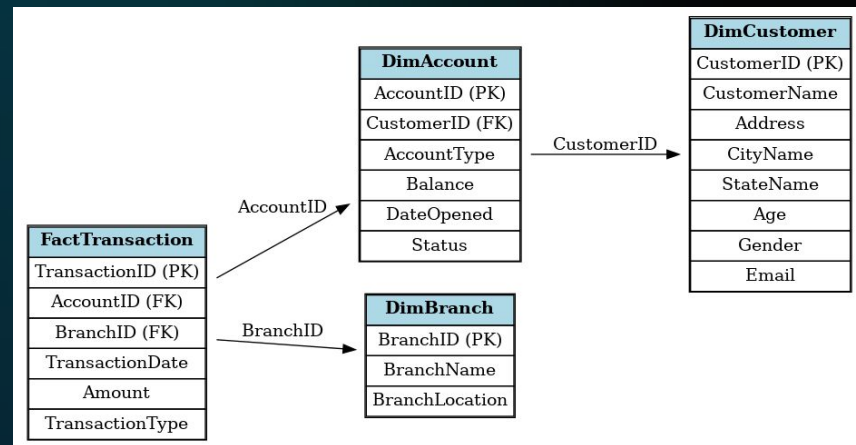 FactTransaction
TransactionID (PK)
AccountID (FK)
BranchID (FK)
TransactionDate
Amount
TransactionType
AccountID
BranchID
DimAccount
AccountID (PK)
CustomerID (FK)
AccountType
Balance
DateOpened
Status
DimBranch
BranchID (PK)
BranchName
BranchLocation
CustomerID
DimCustomer
CustomerID (PK)
CustomerName
Address
CityName
StateName
Age
Gender
Email